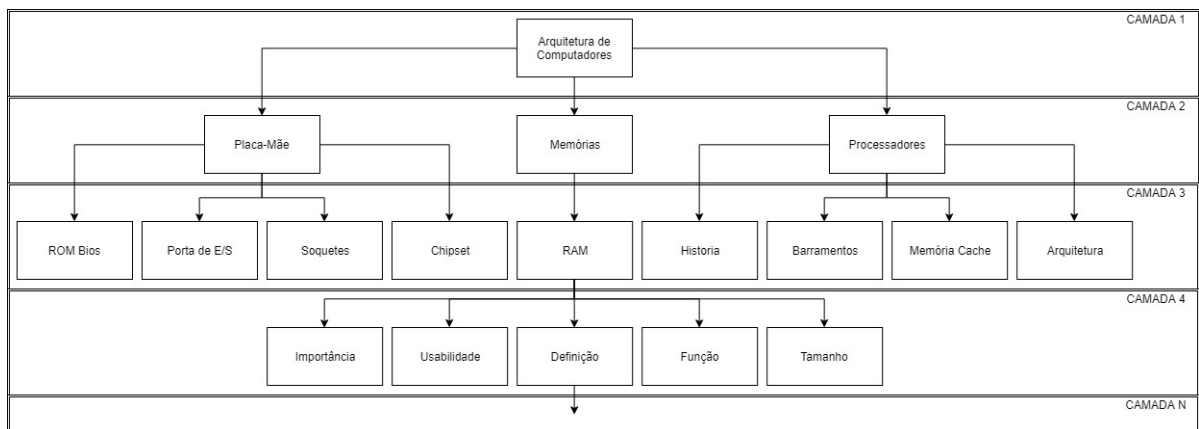 CAMADA 1
Arquitetura de
Computadores
CAMADA 2
Placa-Mãe
Memórias
Processadores
CAMADA 3
ROM Bios
Porta de E/S
Soquetes
Chipset
RAM
Historia
Barramentos
Memória Cache
Arquitetura
CAMADA 4
Importância
Usabilidade
Definição
Função
Tamanho
CAMADA N